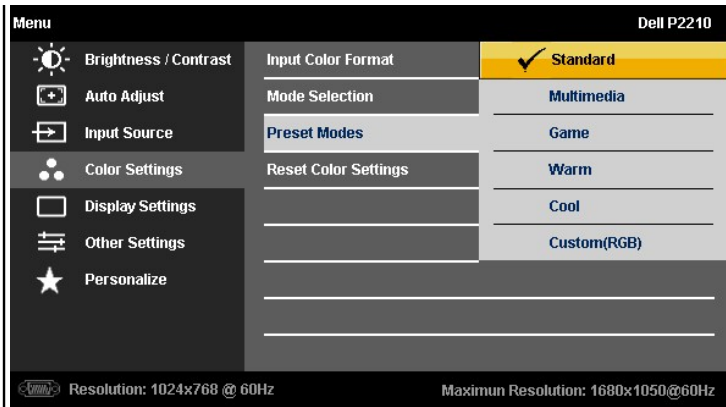 Menu Dell P2210
Brightness / Contrast Input Color Format Standard
Auto Adjust Mode Selection Multimedia
Input Source Preset Modes Game
Color Settings Reset Color Settings Warm
Display Settings Cool
Other Settings Custom(RGB)
Personalize
Resolution: 1024x768 @ 60Hz Maximun Resolution: 1680x1050@60Hz